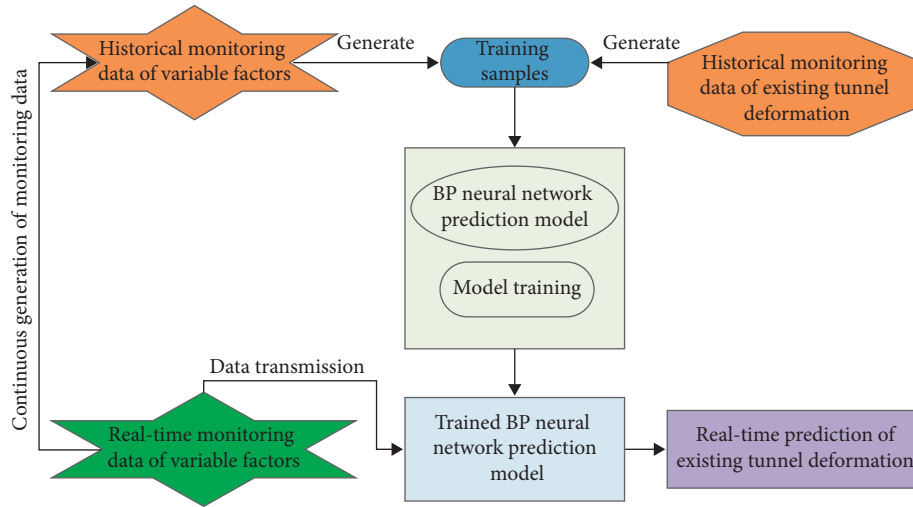 Historical monitoring
data of variable factors
Generate
Training
samples
Generate
Historical monitoring
data of existing tunnel
deformation
Continuous generation of monitoring data
BP neural network
prediction model
Model training
Data transmission
Real-time monitoring
data of variable factors
Trained BP neural
network prediction
model
Real-time prediction of
existing tunnel deformation